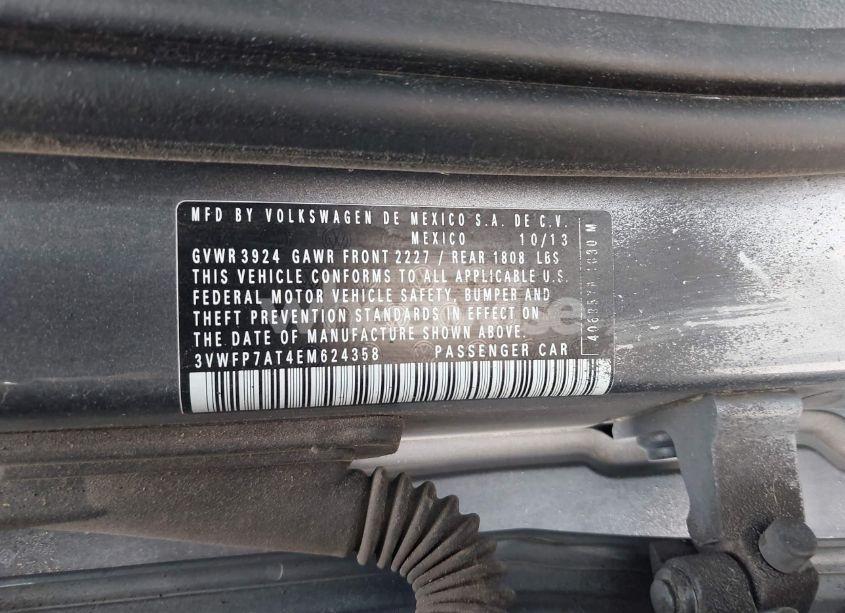 MFD BY VOLKSWAGEN DE MEXICO S.A. DE C.V.
MEXICO 10/13
GVWR 3924 GAWR FRONT 2227 / REAR 1808 LBS
THIS VEHICLE CONFORMS TO ALL APPLICABLE U.S.
FEDERAL MOTOR VEHICLE SAFETY, BUMPER AND
THEFT PREVENTION STANDARDS IN EFFECT ON
THE DATE OF MANUFACTURE SHOWN ABOVE.
3VWFP7AT4EM624358 PASSENGER CAR